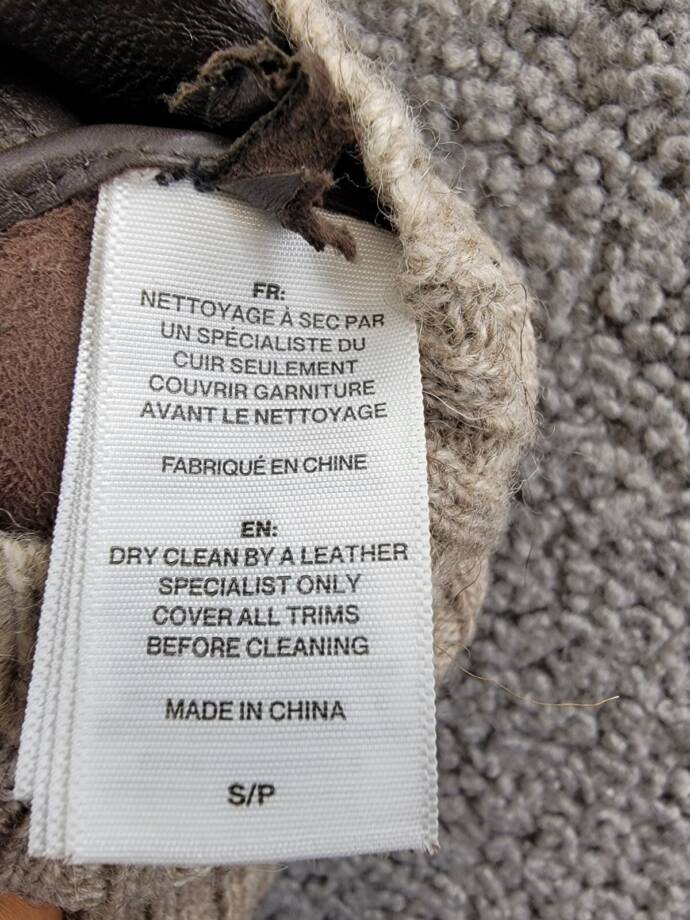 FR:
NETTOYAGE À SEC PAR
UN SPÉCIALISTE DU
CUIR SEULEMENT
COUVRIR GARNITURE
AVANT LE NETTOYAGE
FABRIQUÉ EN CHINE
EN:
DRY CLEAN BY A LEATHER
SPECIALIST ONLY
COVER ALL TRIMS
BEFORE CLEANING
MADE IN CHINA
S/P